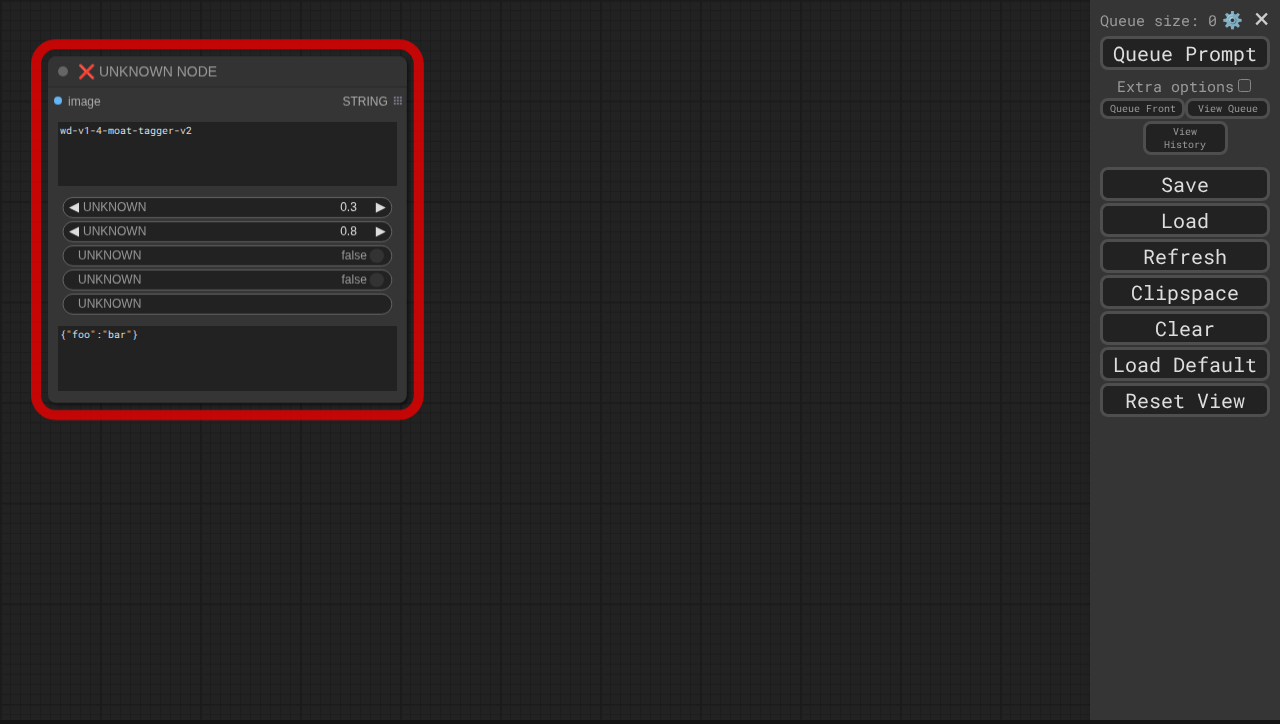 Queue size: 0
Queue Prompt
Extra options
Queue Front
View Queue
View
History
Save
Load
Refresh
Clipspace
Clear
Load Default
Reset View
UNKNOWN NODE
image
STRING
wd-v1-4-moat-tagger-v2
UNKNOWN 0.3
UNKNOWN 0.8
UNKNOWN false
UNKNOWN false
UNKNOWN
{"foo":"bar"}